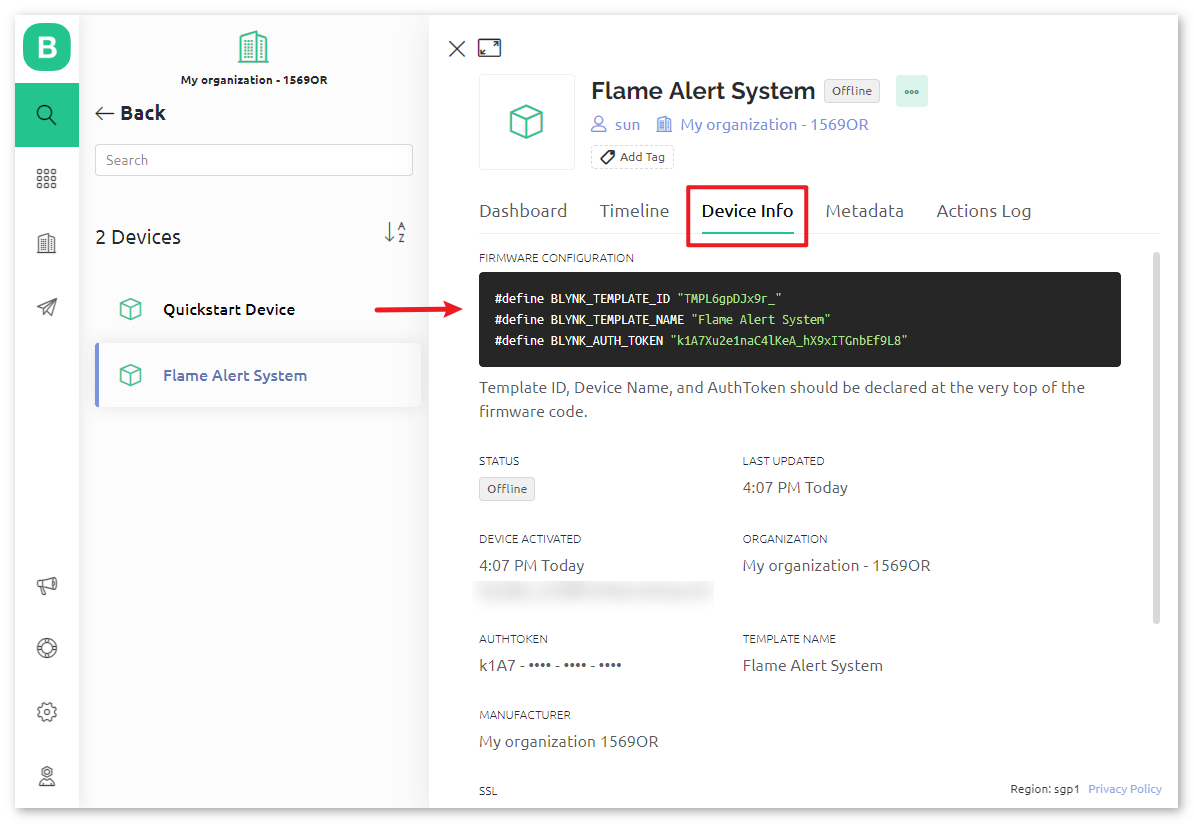 B
My organization - 1569OR
Back
Search
2 Devices
A
Z
Quickstart Device
Flame Alert System
Flame Alert System
Offline
sun
My organization - 1569OR
Add Tag
Dashboard Timeline Device Info Metadata Actions Log
FIRMWARE CONFIGURATION
#define BLYNK_TEMPLATE_ID "TMPL6gpDJx9r_"
#define BLYNK_TEMPLATE_NAME "Flame Alert System"
#define BLYNK_AUTH_TOKEN "k1A7Xu2e1naC4lKeA_hX9xITGnbEf9L8"
Template ID, Device Name, and AuthToken should be declared at the very top of the
firmware code.
STATUS
Offline
LAST UPDATED
4:07 PM Today
DEVICE ACTIVATED
4:07 PM Today
ORGANIZATION
My organization - 1569OR
AUTHTOKEN
k1A7 - •••• - •••• - ••••
TEMPLATE NAME
Flame Alert System
MANUFACTURER
My organization 1569OR
SSL
Region: sgp1 Privacy Policy